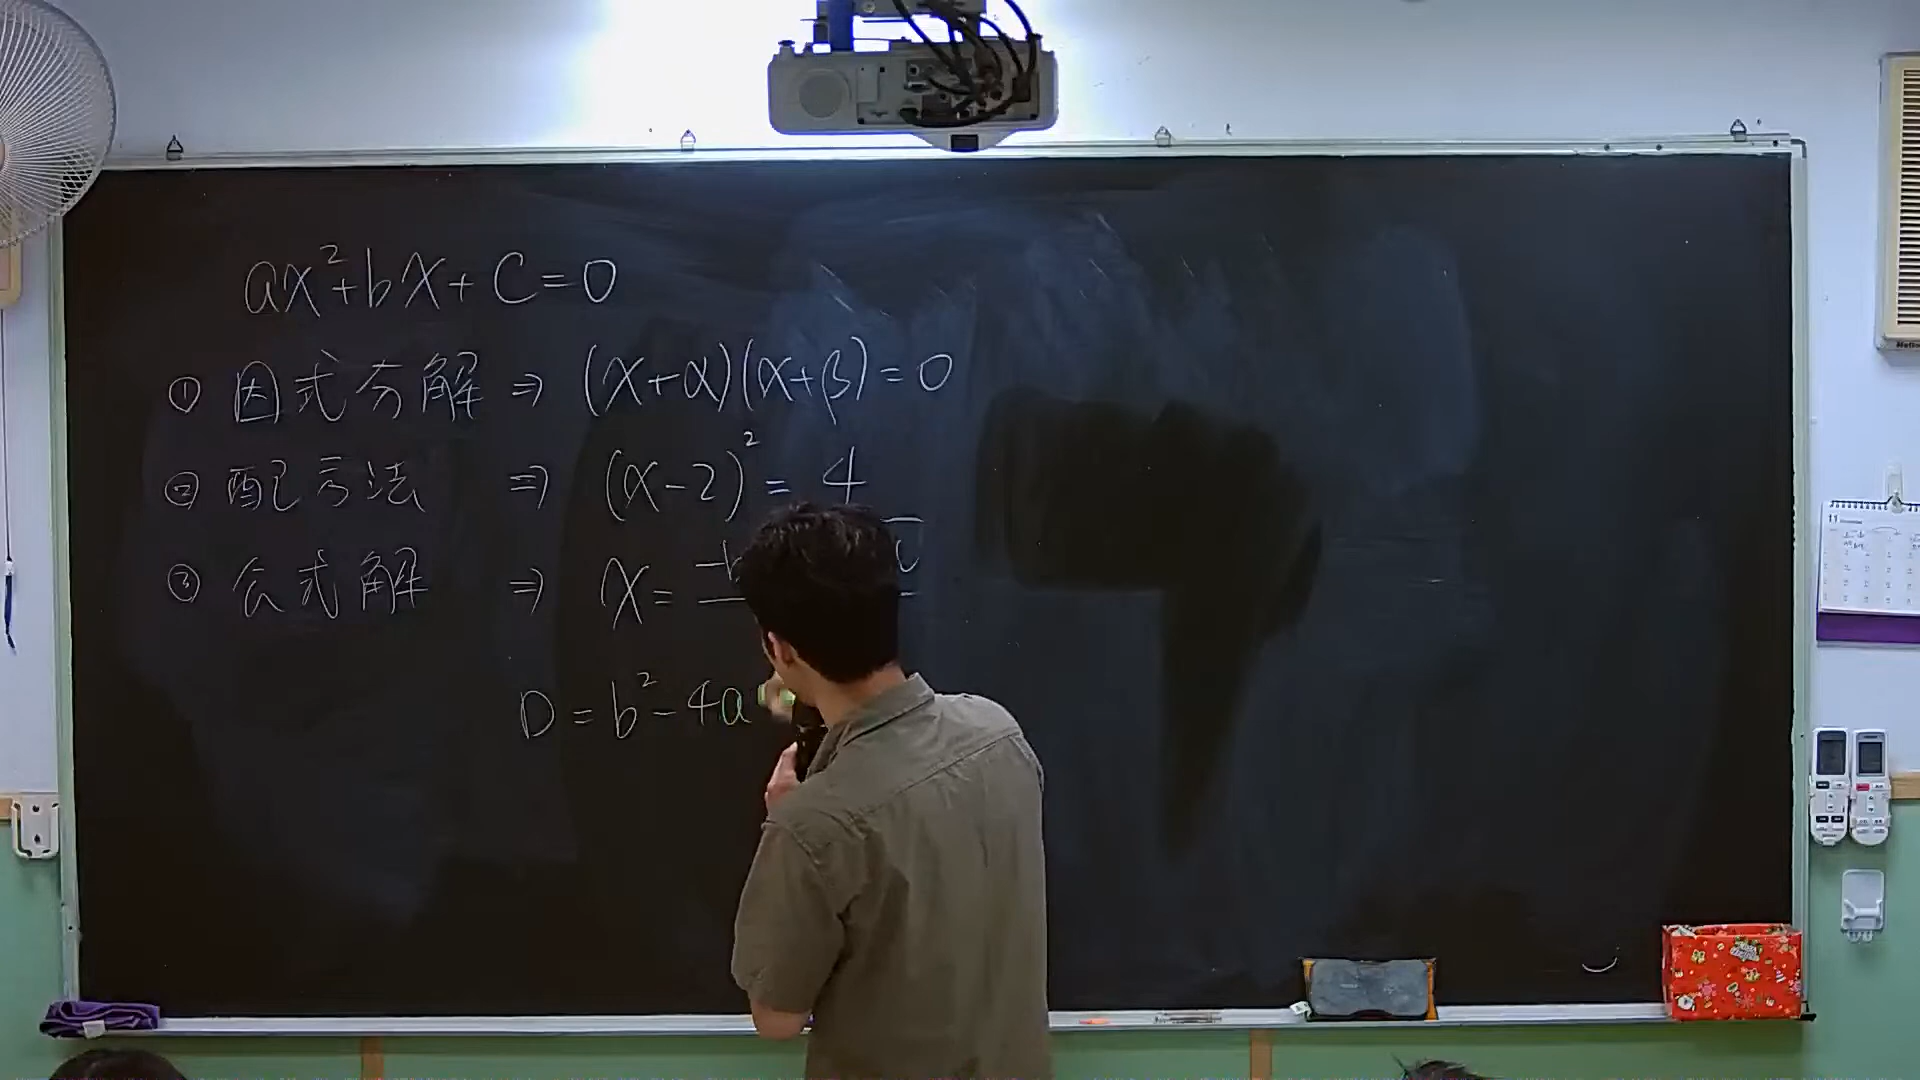 ax²+bx+c=0
① 因式分解 ⇒ (x+α)(x+β)=0
② 配方法 ⇒ (x-2)²=4
③ 公式解 ⇒ x= -b
D=b²-4a
11